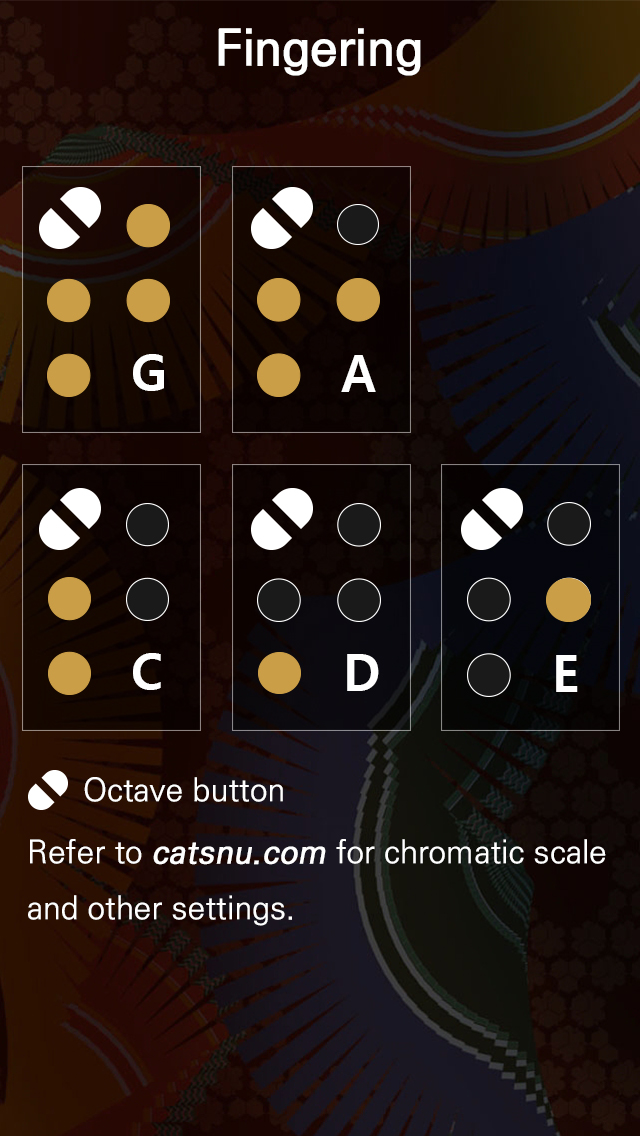 Fingering
G
A
C
D
E
Octave button
Refer to catsnu.com for chromatic scale
and other settings.